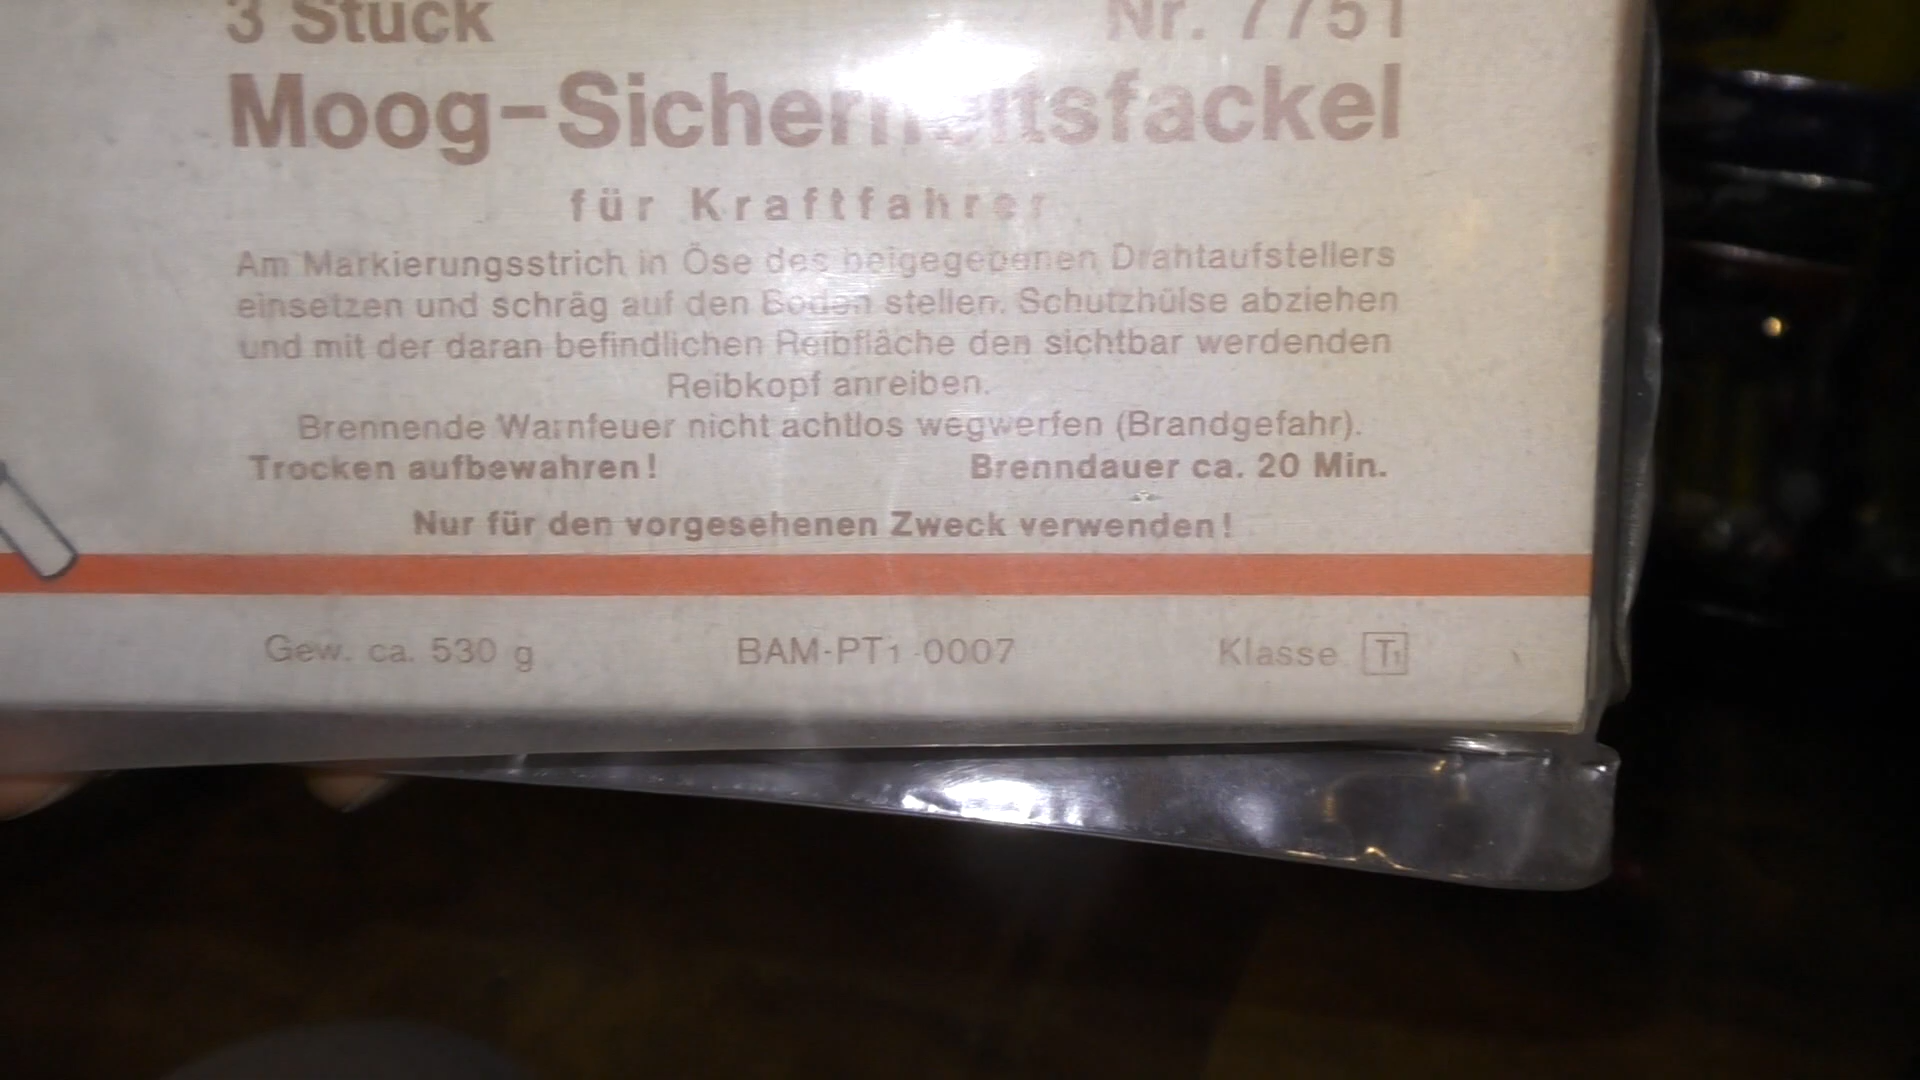 3 Stück
Nr. 7751
Moog-Sicherheitsfackel
für Kraftfahrer
Am Markierungsstrich in Öse des beigegebenen Drahtaufstellers
einsetzen und schräg auf den Boden stellen. Schutzhülse abziehen
und mit der daran befindlichen Reibfläche den sichtbar werdenden
Reibkopf anreiben.
Brennende Warnfeuer nicht achtlos wegwerfen (Brandgefahr).
Trocken aufbewahren!
Brenndauer ca. 20 Min.
Nur für den vorgesehenen Zweck verwenden!
Gew. ca. 530 g
BAM-PT1-0007
Klasse T1